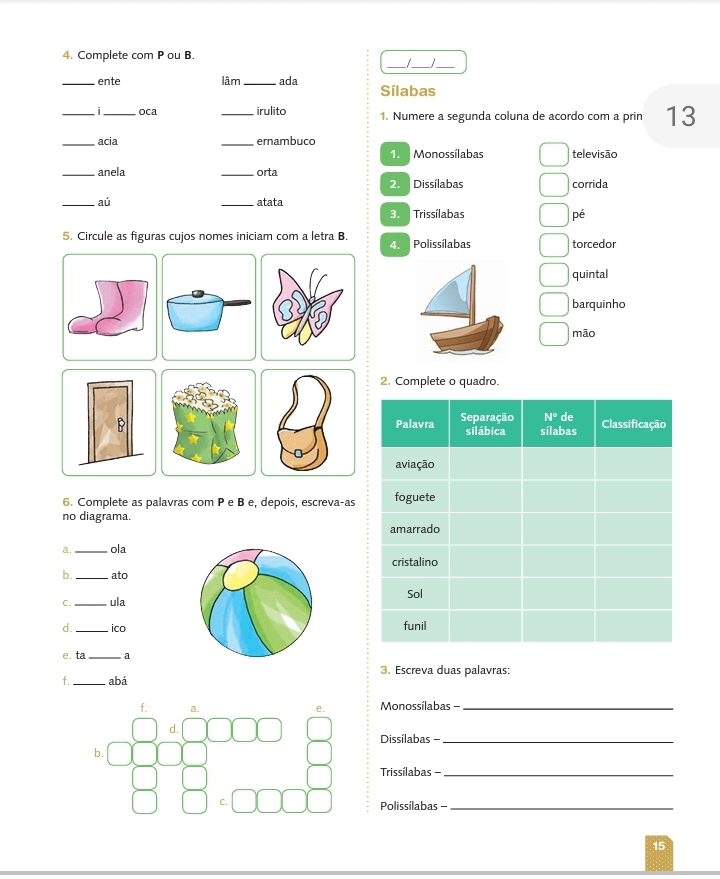 4. Complete com P ou B.
_____ ente
lâm _____ ada
_____ i _____ oca
_____ irulito
_____ acia
_____ ernambuco
_____ anela
_____ orta
_____ aú
_____ atata
5. Circule as figuras cujos nomes iniciam com a letra B.
6. Complete as palavras com P e B e, depois, escreva-as
no diagrama.
a. _____ ola
b. _____ ato
c. _____ ula
d. _____ ico
e. ta _____ a
f. _____ abá
f. a. e.
d.
b.
c.
___/___/___
Sílabas
1. Numere a segunda coluna de acordo com a prin
13
1. Monossílabas
televisão
2. Dissílabas
corrida
3. Trissílabas
pé
4. Polissílabas
torcedor
quintal
barquinho
mão
2. Complete o quadro.
Palavra
Separação
silábica
Nº de
sílabas
Classificação
aviação
foguete
amarrado
cristalino
Sol
funil
3. Escreva duas palavras:
Monossílabas – _____
Dissílabas – _____
Trissílabas – _____
Polissílabas – _____
15